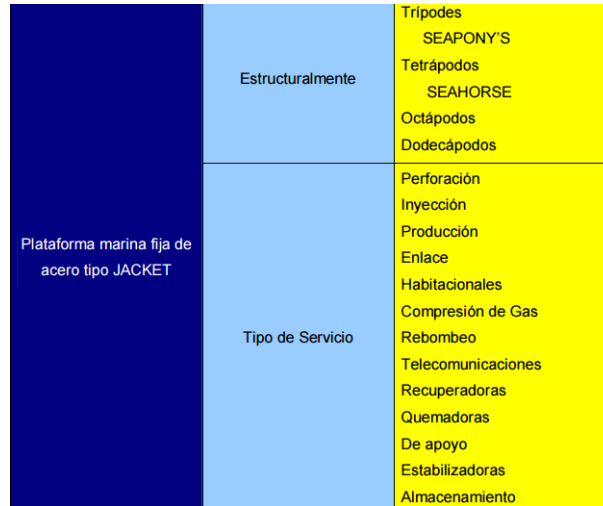 Plataforma marina fija de
acero tipo JACKET
Estructuralmente
Trípodes
SEAPONY'S
Tetrápodos
SEAHORSE
Octápodos
Dodecápodos
Tipo de Servicio
Perforación
Inyección
Producción
Enlace
Habitacionales
Compresión de Gas
Rebombeo
Telecomunicaciones
Recuperadoras
Quemadoras
De apoyo
Estabilizadoras
Almacenamiento